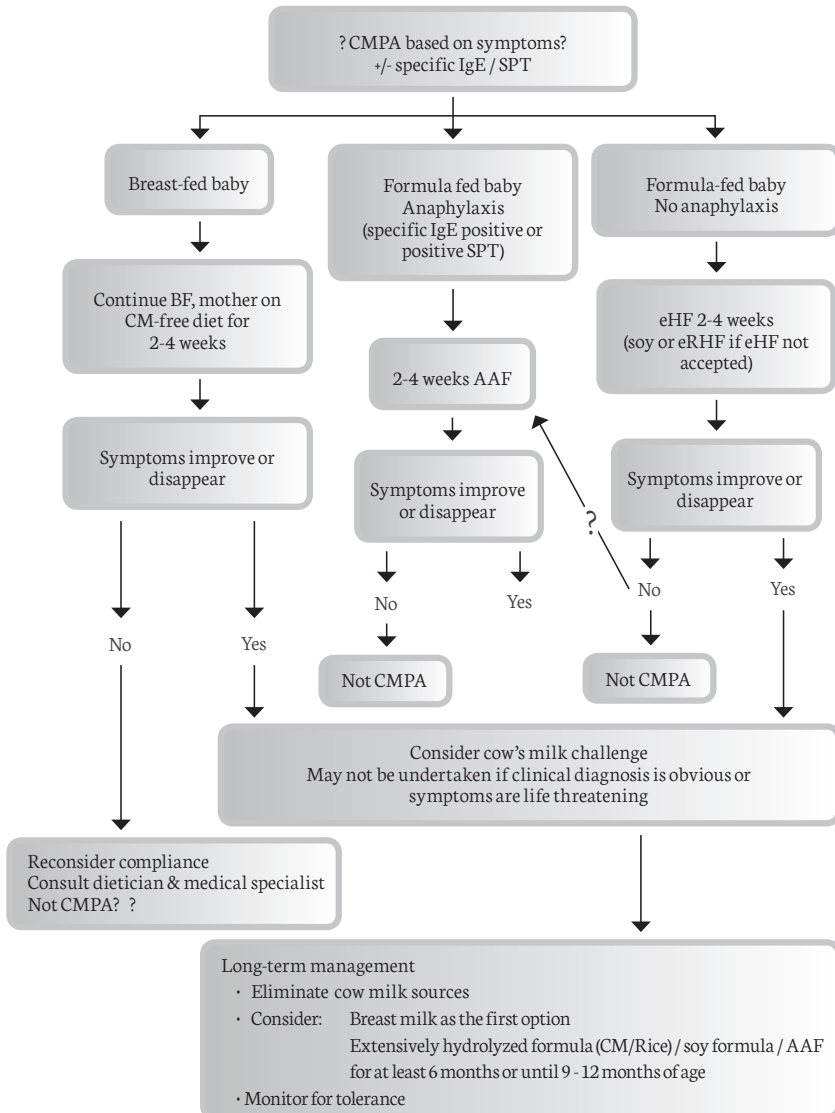 ? CMPA based on symptoms?
+/- specific IgE / SPT
Breast-fed baby
Formula fed baby
Anaphylaxis
(specific IgE positive or
positive SPT)
Formula-fed baby
No anaphylaxis
Continue BF, mother on
CM-free diet for
2-4 weeks
2-4 weeks AAF
eHF 2-4 weeks
(soy or eRHF if eHF not
accepted)
Symptoms improve or
disappear
Symptoms improve
or disappear
Symptoms improve or
disappear
?
No
Yes
No
Yes
No
Yes
Not CMPA
Not CMPA
Consider cow's milk challenge
May not be undertaken if clinical diagnosis is obvious or
symptoms are life threatening
Reconsider compliance
Consult dietician & medical specialist
Not CMPA? ?
Long-term management
· Eliminate cow milk sources
· Consider: Breast milk as the first option
Extensively hydrolyzed formula (CM/Rice) / soy formula / AAF
for at least 6 months or until 9 - 12 months of age
· Monitor for tolerance